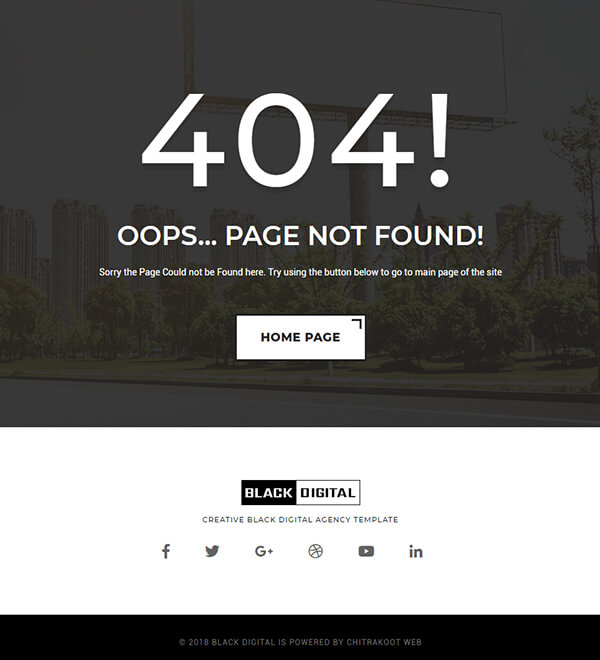 404!
OOPS... PAGE NOT FOUND!
Sorry the Page Could not be Found here. Try using the button below to go to main page of the site
HOME PAGE
BLACK DIGITAL
CREATIVE BLACK DIGITAL AGENCY TEMPLATE
© 2018 BLACK DIGITAL IS POWERED BY CHITRAKOOT WEB